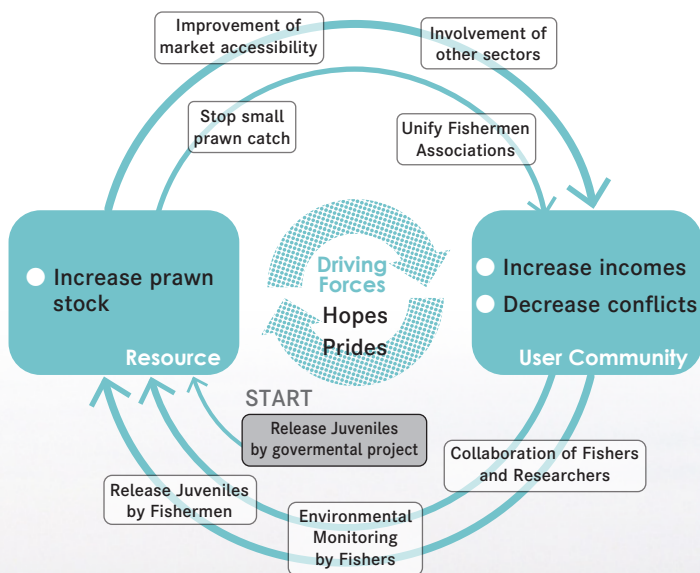 Improvement of
market accessibility
Involvement of
other sectors
Stop small
prawn catch
Unify Fishermen
Associations
Increase prawn
stock
Resource
Driving
Forces
Hopes
Prides
Increase incomes
Decrease conflicts
User Community
START
Release Juveniles
by govermental project
Collaboration of Fishers
and Researchers
Release Juveniles
by Fishermen
Environmental
Monitoring
by Fishers